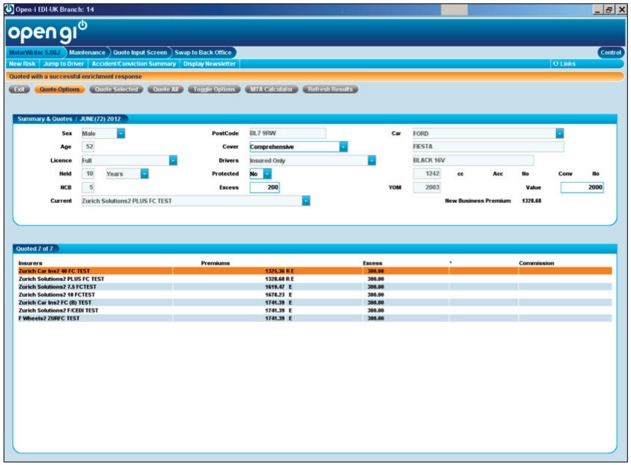 Open-i EDI-UK Branch: 14
open gi
MotorWriter 5.00.1 Maintenance Quote Input Screen Swap to Back Office Control
New Risk Jump to Driver Accident/Conviction Summary Display Newsletter Links
Quoted with a successful enrichment response
Exit Quote Options Quote Selected Quote All Toggle Options MTA Calculator Refresh Results
Summary & Quotes / JUNE(72) 2012
Sex Male PostCode BL7 9RW Car FORD
Age 52 Cover Comprehensive FIESTA
Licence Full Drivers Insured Only BLACK 16V
Held 10 Years Protected No 1242 cc Acc No Conv No
NCB 5 Excess 200 YOM 2003 Value 2000
Current Zurich Solutions2 PLUS FC TEST New Business Premium 1328.68
Quoted 7 of 7
Insurers Premiums Excess * Commission
Zurich Car Ins2 40 FC TEST 1325.36 R E 300.00
Zurich Solutions2 PLUS FC TEST 1328.68 R E 300.00
Zurich Solutions2 7.5 FCTEST 1619.47 E 300.00
Zurich Solutions2 10 FCTEST 1678.23 E 300.00
Zurich Car Ins2 FC (B) TEST 1741.39 E 300.00
Zurich Solutions2 F/CEDI TEST 1741.39 E 300.00
F Wheels2 ZURFC TEST 1741.39 E 300.00